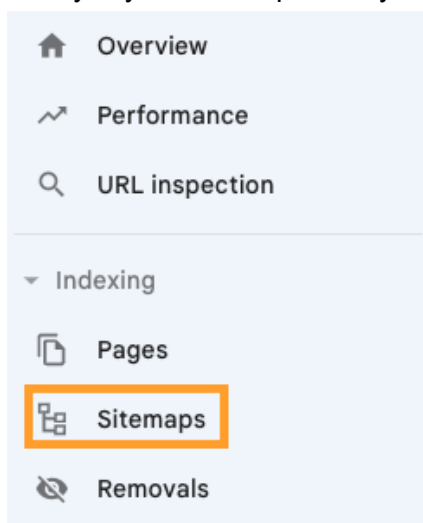 Overview
Performance
URL inspection
Indexing
Pages
Sitemaps
Removals